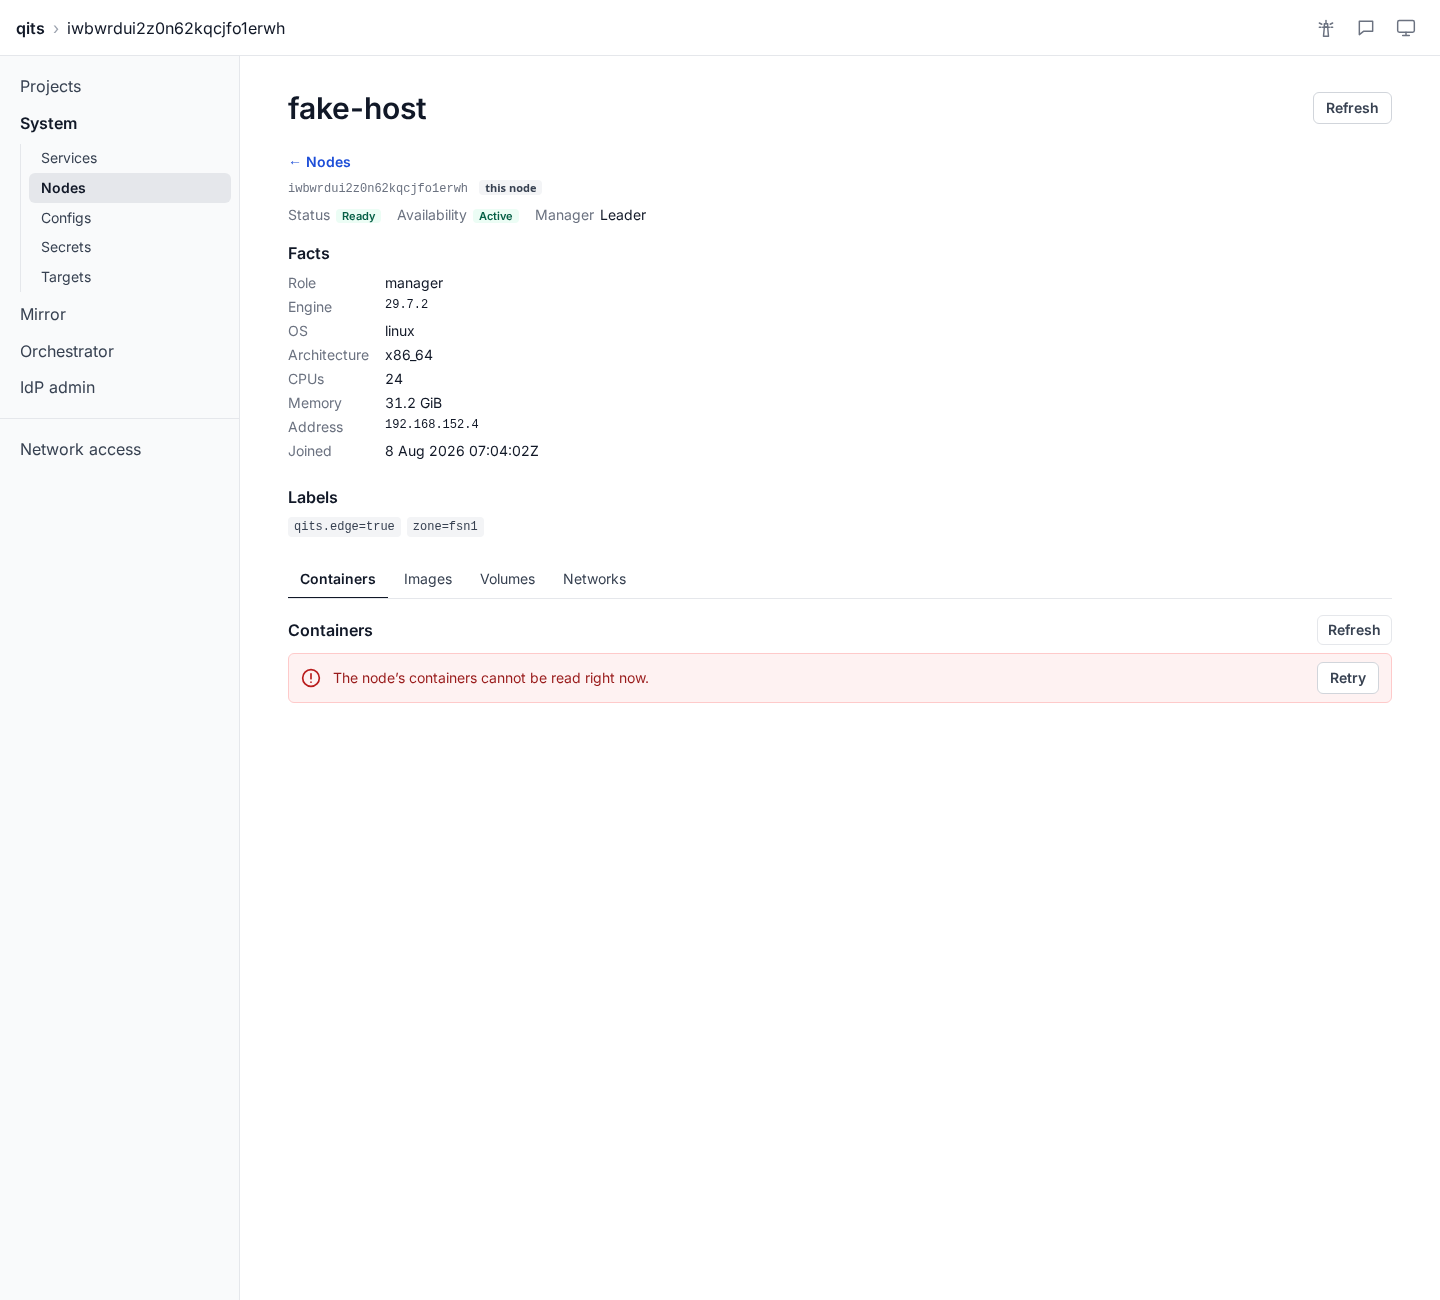 qits › iwbwrdui2z0n62kqcjfo1erwh
Projects
System
Services
Nodes
Configs
Secrets
Targets
Mirror
Orchestrator
IdP admin
Network access
fake-host
Refresh
← Nodes
iwbwrdui2z0n62kqcjfo1erwh this node
Status Ready Availability Active Manager Leader
Facts
Role manager
Engine 29.7.2
OS linux
Architecture x86_64
CPUs 24
Memory 31.2 GiB
Address 192.168.152.4
Joined 8 Aug 2026 07:04:02Z
Labels
qits.edge=true zone=fsn1
Containers Images Volumes Networks
Containers Refresh
The node’s containers cannot be read right now. Retry